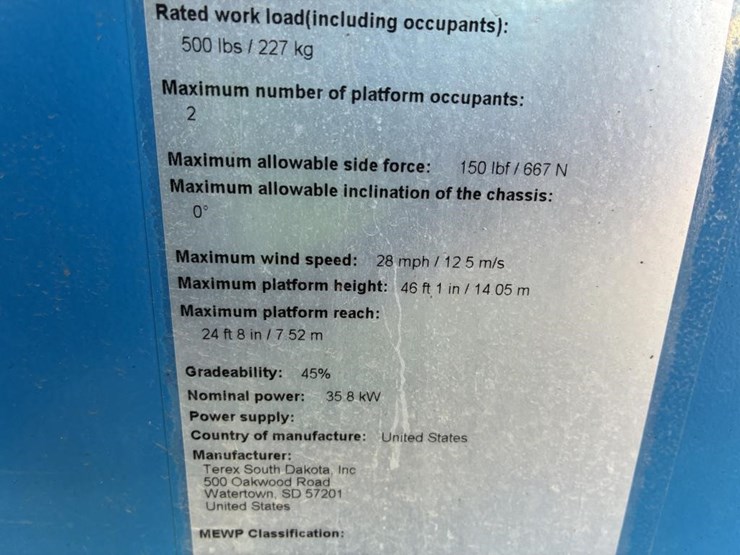 Rated work load(including occupants):
500 lbs / 227 kg
Maximum number of platform occupants:
2
Maximum allowable side force: 150 lbf / 667 N
Maximum allowable inclination of the chassis:
0°
Maximum wind speed: 28 mph / 12 5 m/s
Maximum platform height: 46 ft 1 in / 14 05 m
Maximum platform reach:
24 ft 8 in / 7 52 m
Gradeability: 45%
Nominal power: 35 8 kW
Power supply:
Country of manufacture: United States
Manufacturer:
Terex South Dakota, Inc
500 Oakwood Road
Watertown, SD 57201
United States
MEWP Classification: